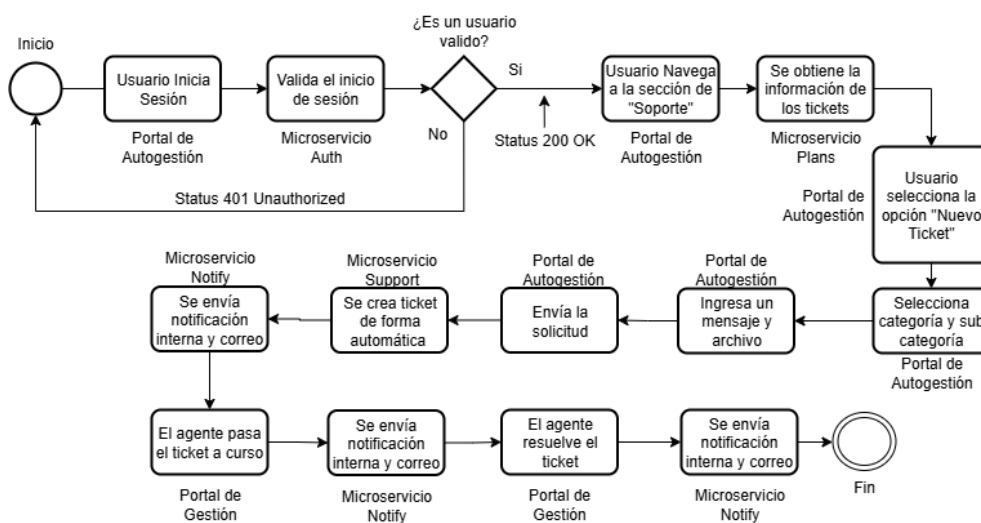 Inicio
Usuario Inicia
Sesión
Portal de
Autogestión
Valida el inicio
de sesión
Microservicio
Auth
¿Es un usuario
valido?
Si
No
Status 200 OK
Status 401 Unauthorized
Usuario Navega
a la sección de
"Soporte"
Portal de
Autogestión
Se obtiene la
información de
los tickets
Microservicio
Plans
Usuario
selecciona la
opción "Nuevo
Ticket"
Portal de
Autogestión
Selecciona
categoría y sub
categoría
Portal de
Autogestión
Portal de
Autogestión
Ingresa un
mensaje y
archivo
Portal de
Autogestión
Envía la
solicitud
Microservicio
Support
Se crea ticket
de forma
automática
Microservicio
Notify
Se envía
notificación
interna y correo
El agente pasa
el ticket a curso
Portal de
Gestión
Se envía
notificación
interna y correo
Microservicio
Notify
El agente
resuelve el
ticket
Portal de
Gestión
Se envía
notificación
interna y correo
Microservicio
Notify
Fin